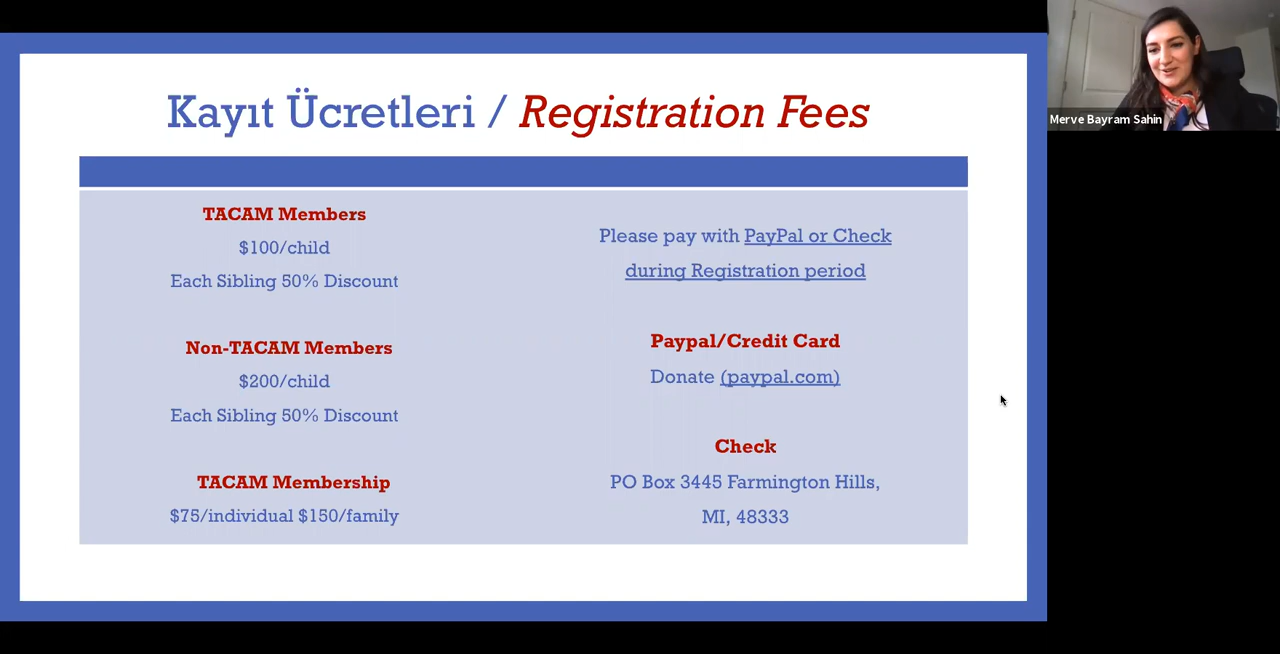 Kayıt Ücretleri / Registration Fees
TACAM Members
$100/child
Each Sibling 50% Discount
Non-TACAM Members
$200/child
Each Sibling 50% Discount
TACAM Membership
$75/individual $150/family
Please pay with PayPal or Check
during Registration period
Paypal/Credit Card
Donate (paypal.com)
Check
PO Box 3445 Farmington Hills,
MI, 48333
Merve Bayram Sahin